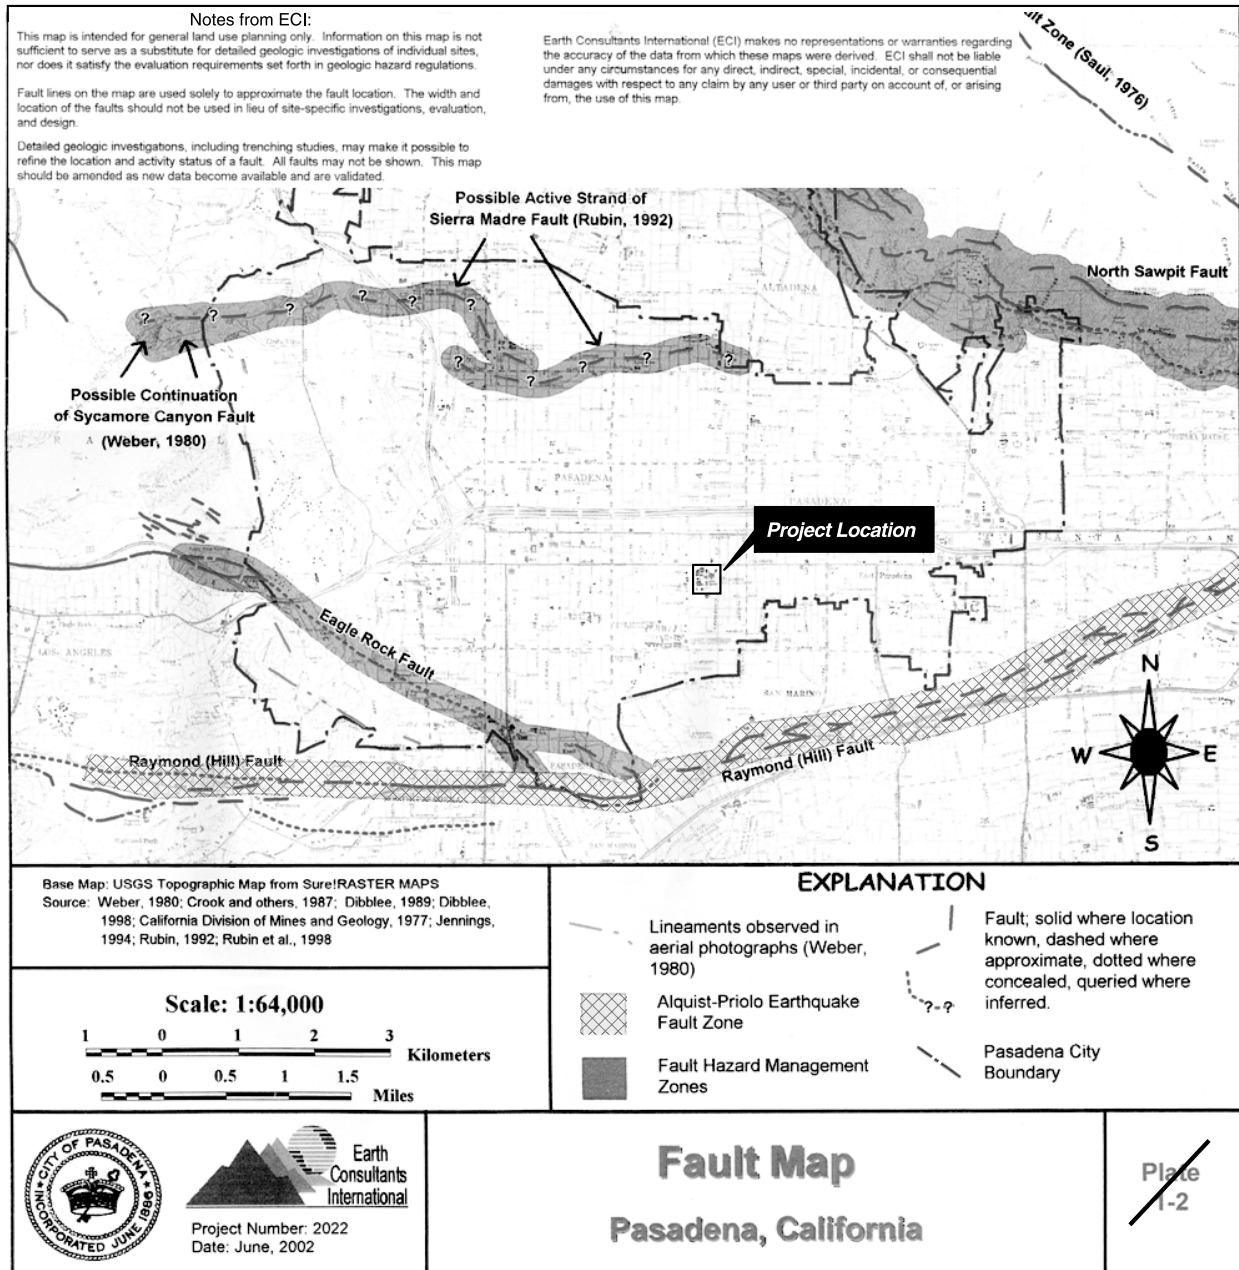 Notes from ECI:
This map is intended for general land use planning only. Information on this map is not
sufficient to serve as a substitute for detailed geologic investigations of individual sites,
nor does it satisfy the evaluation requirements set forth in geologic hazard regulations.
Fault lines on the map are used solely to approximate the fault location. The width and
location of the faults should not be used in lieu of site-specific investigations, evaluation,
and design.
Detailed geologic investigations, including trenching studies, may make it possible to
refine the location and activity status of a fault. All faults may not be shown. This map
should be amended as new data become available and are validated.
Earth Consultants International (ECI) makes no representations or warranties regarding
the accuracy of the data from which these maps were derived. ECI shall not be liable
under any circumstances for any direct, indirect, special, incidental, or consequential
damages with respect to any claim by any user or third party on account of, or arising
from, the use of this map.
Zone (Saul, 1976)
Possible Active Strand of
Sierra Madre Fault (Rubin, 1992)
North Sawpit Fault
ALTADENA
? ? ? ? ? ?
? ? ? ? ? ?
Possible Continuation
of Sycamore Canyon Fault
(Weber, 1980)
PASADENA
PASADENA
Project Location
SANTA
East Pasadena
Eagle Rock Fault
LOS ANGELES
SAN MARINO
Raymond (Hill) Fault
Raymond (Hill) Fault
PASADENA
SAN MARINO
N
W
E
S
Base Map: USGS Topographic Map from Sure!RASTER MAPS
Source: Weber, 1980; Crook and others, 1987; Dibblee, 1989; Dibblee,
1998; California Division of Mines and Geology, 1977; Jennings,
1994; Rubin, 1992; Rubin et al., 1998
Scale: 1:64,000
1 0 1 2 3
Kilometers
0.5 0 0.5 1 1.5
Miles
EXPLANATION
Lineaments observed in
aerial photographs (Weber,
1980)
Alquist-Priolo Earthquake
Fault Zone
Fault Hazard Management
Zones
Fault; solid where location
known, dashed where
approximate, dotted where
concealed, queried where
inferred.
?-?
Pasadena City
Boundary
CITY OF PASADENA
INCORPORATED JUNE 1886
Earth
Consultants
International
Project Number: 2022
Date: June, 2002
Fault Map
Pasadena, California
Plate
1-2